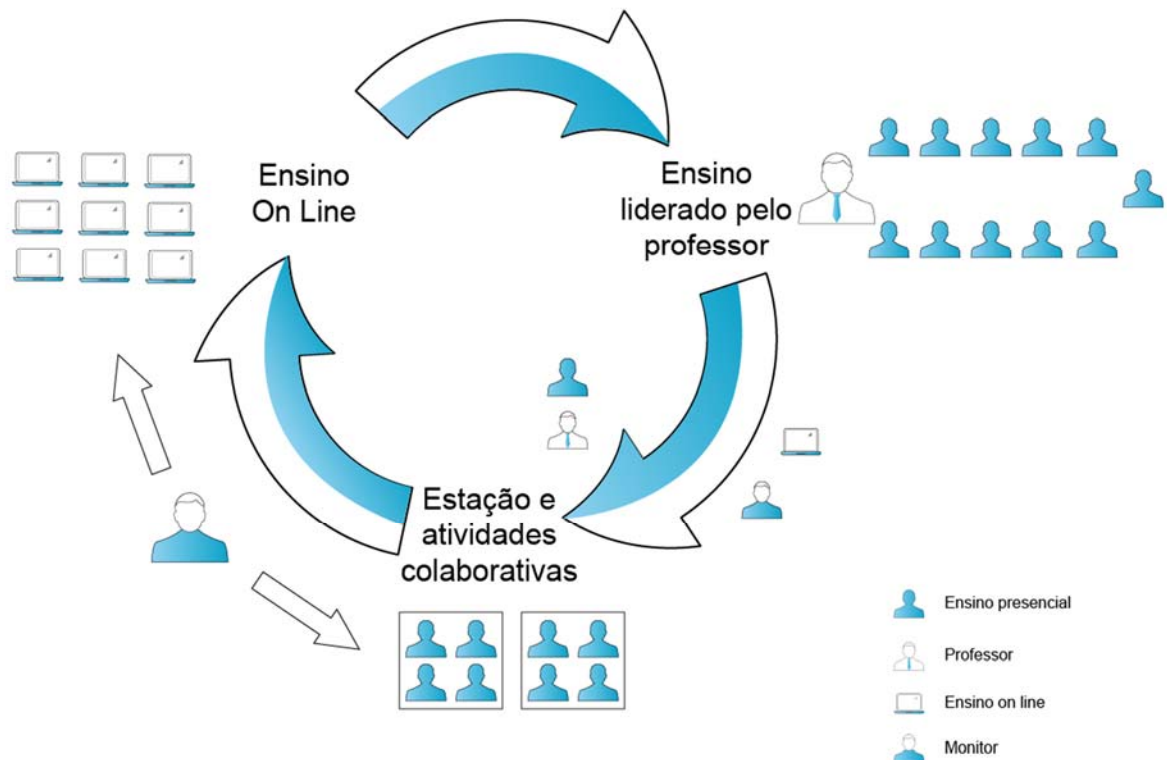 Ensino
On Line
Ensino
liderado pelo
professor
Estação e
atividades
colaborativas
Ensino presencial
Professor
Ensino on line
Monitor